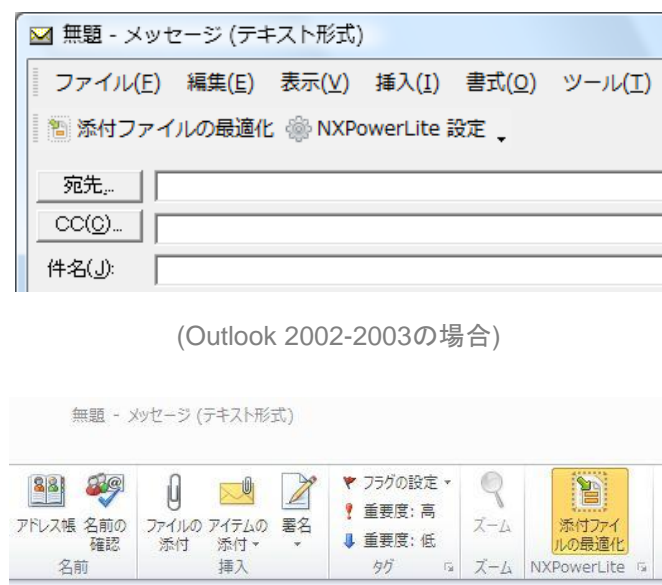 無題 - メッセージ (テキスト形式)
ファイル(F) 編集(E) 表示(V) 挿入(I) 書式(O) ツール(T)
添付ファイルの最適化 NXPowerLite 設定
宛先...
CC(C)...
件名(J):
(Outlook 2002-2003の場合)
無題 - メッセージ (テキスト形式)
アドレス帳 名前の確認
名前
ファイルの添付 アイテムの添付 署名
挿入
フラグの設定
重要度: 高
重要度: 低
タグ
ズーム
ズーム
添付ファイ
ルの最適化
NXPowerLite